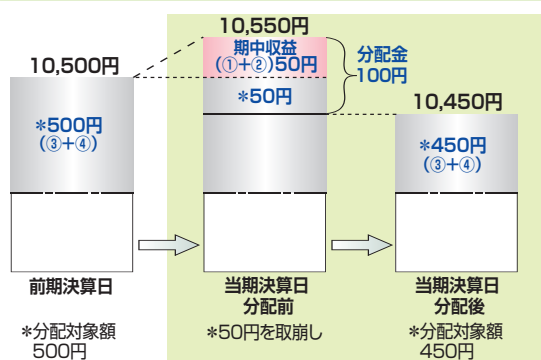 10,500円
*500円
(③+④)
前期決算日
*分配対象額
500円
10,550円
期中収益
(①+②)50円
*50円
分配金
100円
当期決算日
分配前
*50円を取崩し
10,450円
*450円
(③+④)
当期決算日
分配後
*分配対象額
450円